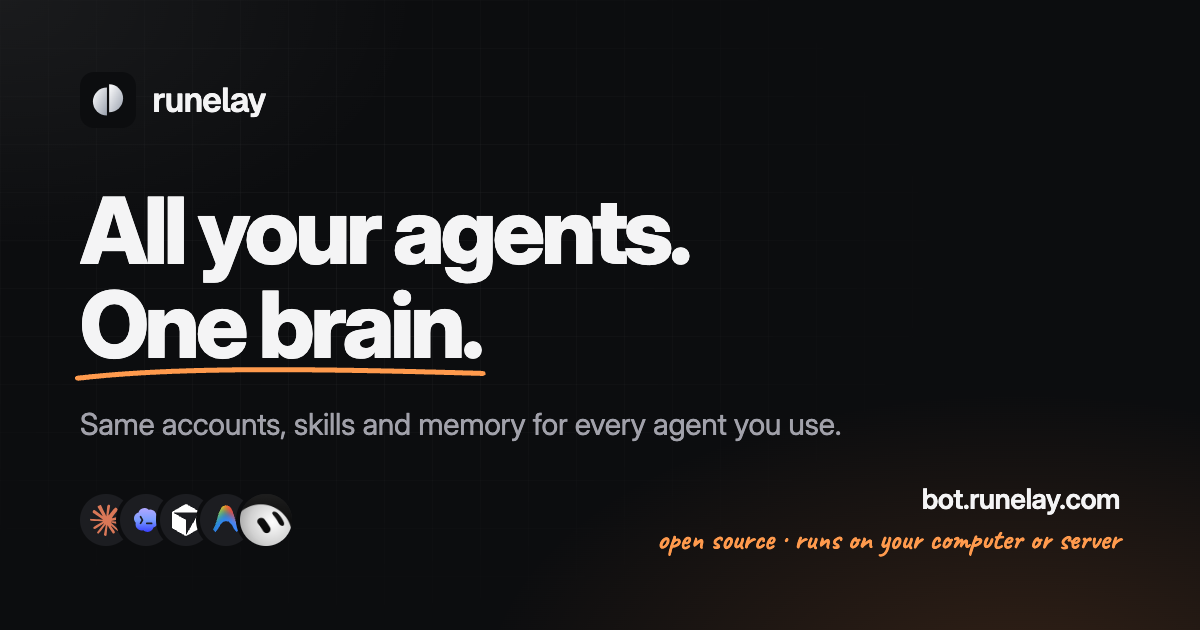 runelay
All your agents.
One brain.
Same accounts, skills and memory for every agent you use.
bot.runelay.com
open source · runs on your computer or server